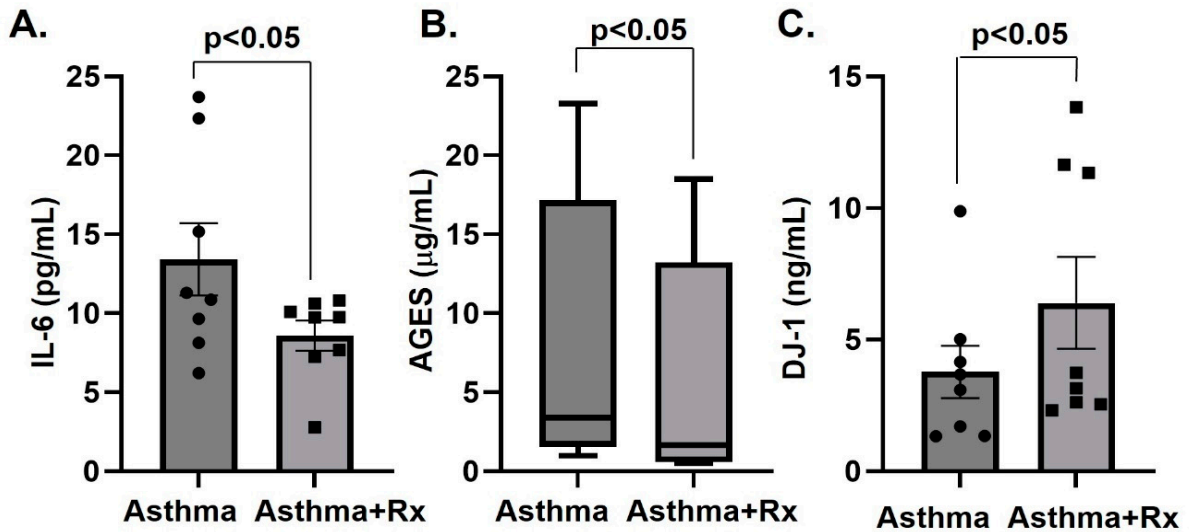 A.
p<0.05
IL-6 (pg/mL)
25
20
15
10
5
0
Asthma Asthma+Rx
B.
p<0.05
AGES (µg/mL)
25
20
15
10
5
0
Asthma Asthma+Rx
C.
p<0.05
DJ-1 (ng/mL)
15
10
5
0
Asthma Asthma+Rx